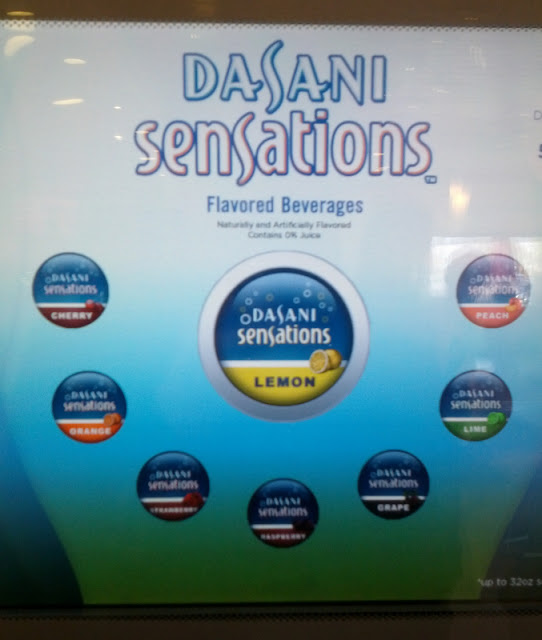 DASANI
sensations
Flavored Beverages
Naturally and Artificially Flavored
Contains 0% Juice
DASANI
sensations
CHERRY
DASANI
sensations
LEMON
DASANI
sensations
PEACH
DASANI
sensations
ORANGE
DASANI
sensations
LIME
DASANI
sensations
STRAWBERRY
DASANI
sensations
RASPBERRY
DASANI
sensations
GRAPE
*up to 32oz